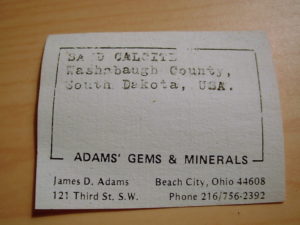 SAND CALCITE
Washabaugh County,
South Dakota, USA.
ADAMS' GEMS & MINERALS
James D. Adams Beach City, Ohio 44608
121 Third St. S.W. Phone 216/756-2392